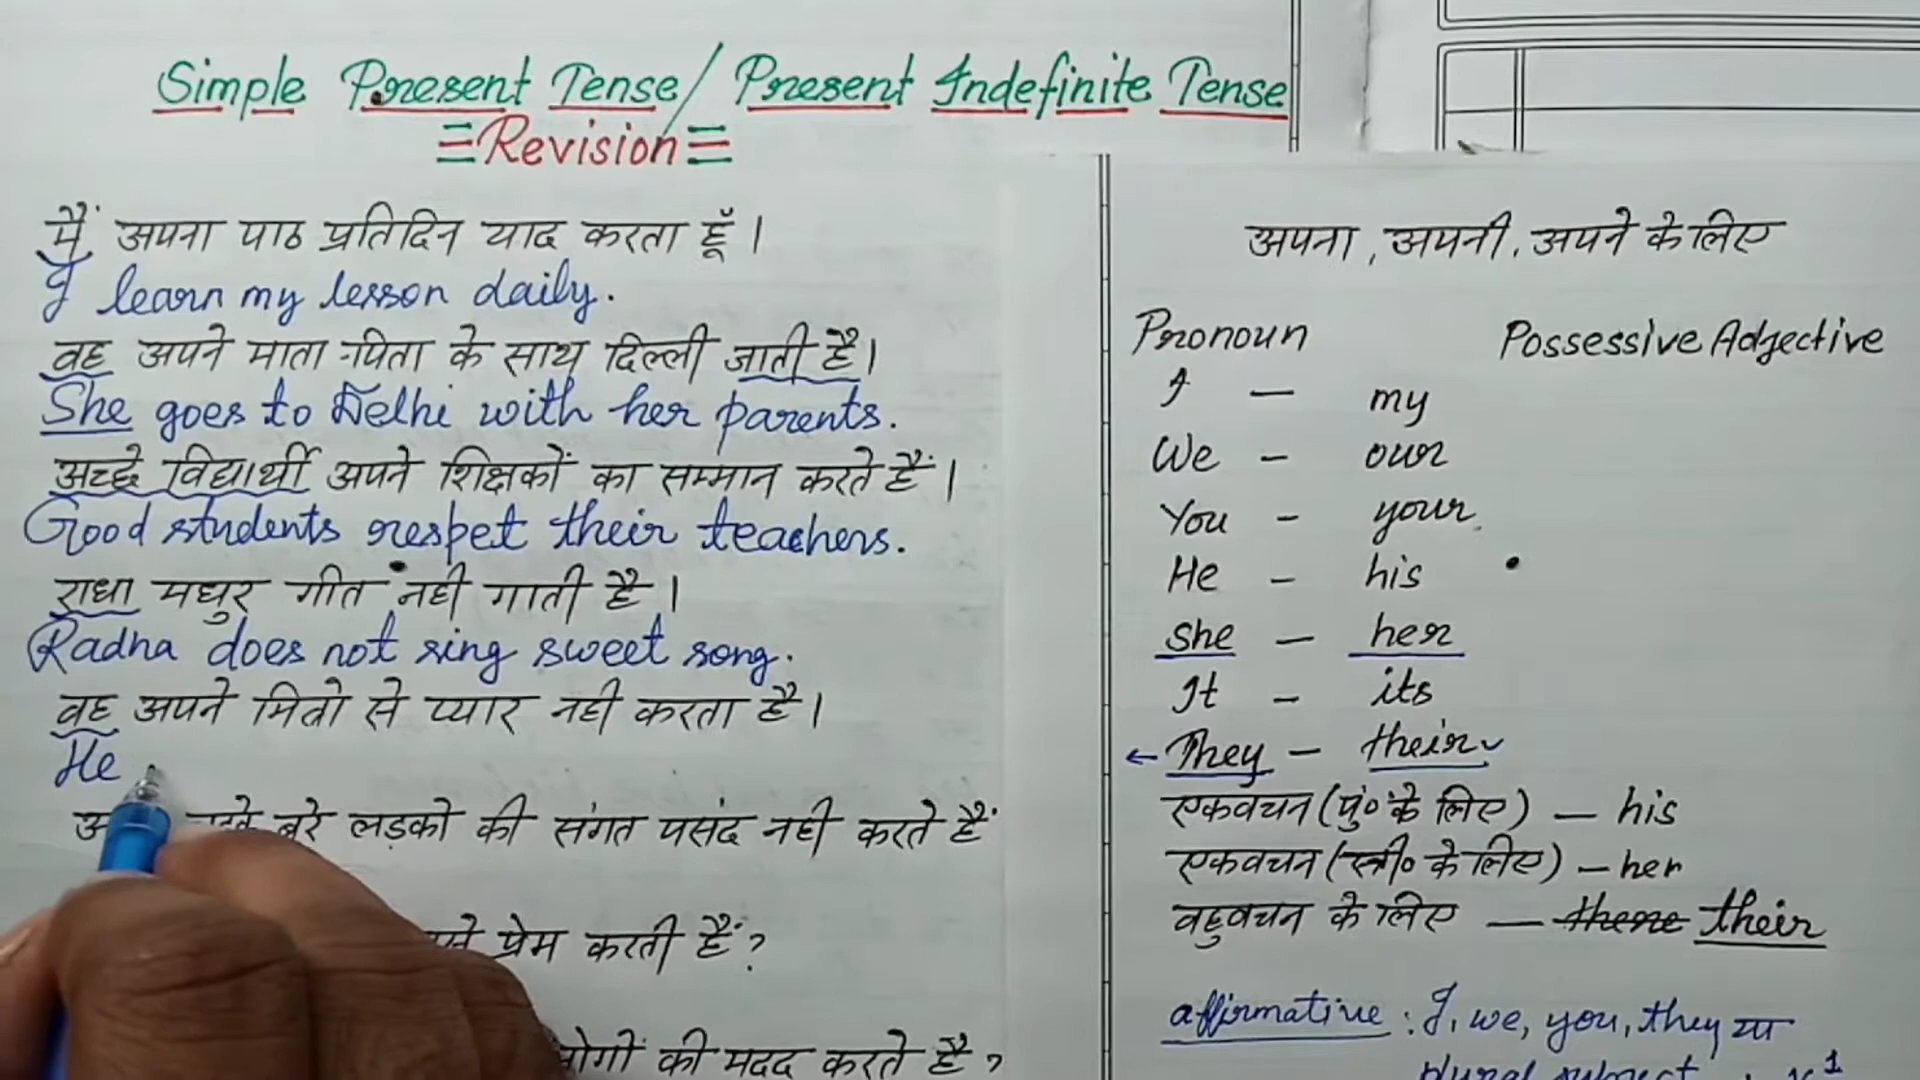 Simple Present Tense/ Present Indefinite Tense
Revision
मैं अपना पाठ प्रतिदिन याद करता हूँ।
I learn my lesson daily.
वह अपने माता-पिता के साथ दिल्ली जाती है।
She goes to Delhi with her parents.
अच्छे विद्यार्थी अपने शिक्षकों का सम्मान करते हैं।
Good students respet their teachers.
राधा मधुर गीत नही गाती है।
Radha does not sing sweet song.
वह अपने मित्रो से प्यार नही करता है।
He
बुरे लड़को की संगत पसंद नही करते हैं
प्रेम करती हैं?
की मदद करते है?
अपना, अपनी, अपने के लिए
Pronoun Possessive Adjective
I — my
We – our
You – your
He – his
She – her
It – its
← They – their ✓
एकवचन (पुं० के लिए) — his
एकवचन (स्त्री० के लिए) — her
वहुवचन के लिए — there their
affirmative : I, we, you, they या
plural subject